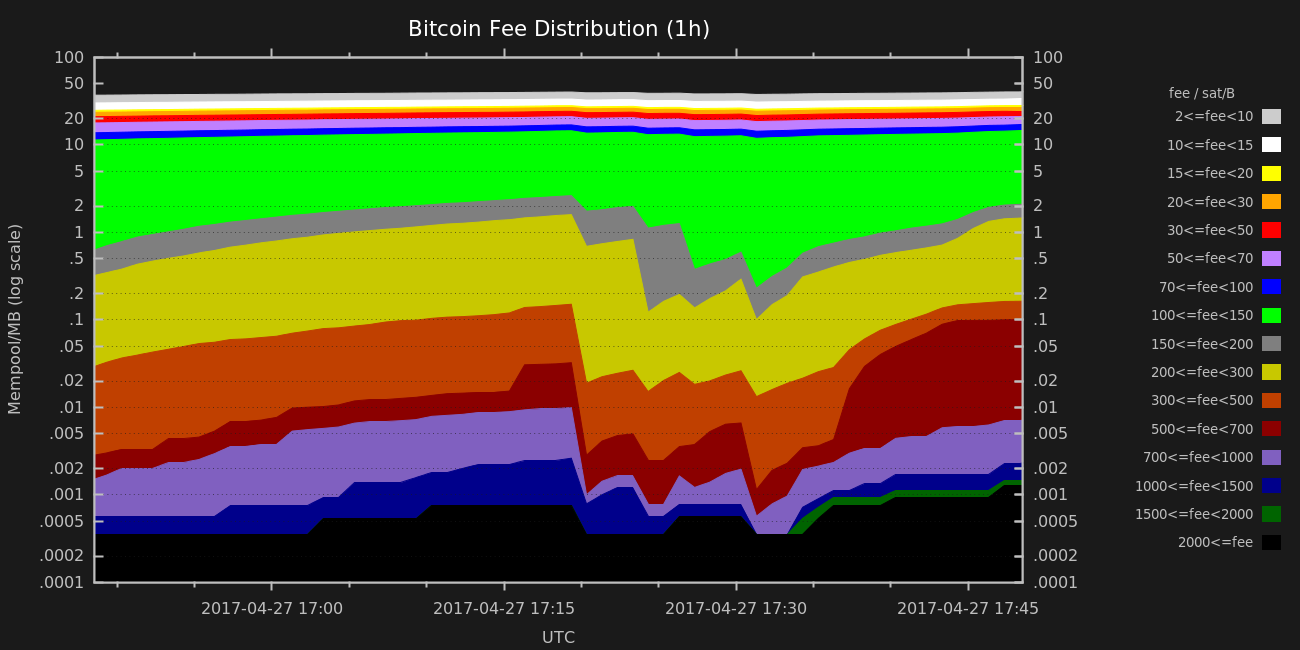 Bitcoin Fee Distribution (1h)
Mempool/MB (log scale)
100
50
20
10
5
2
1
.5
.2
.1
.05
.02
.01
.005
.002
.001
.0005
.0002
.0001
100
50
20
10
5
2
1
.5
.2
.1
.05
.02
.01
.005
.002
.001
.0005
.0002
.0001
2017-04-27 17:00 2017-04-27 17:15 2017-04-27 17:30 2017-04-27 17:45
UTC
fee / sat/B
2<=fee<10
10<=fee<15
15<=fee<20
20<=fee<30
30<=fee<50
50<=fee<70
70<=fee<100
100<=fee<150
150<=fee<200
200<=fee<300
300<=fee<500
500<=fee<700
700<=fee<1000
1000<=fee<1500
1500<=fee<2000
2000<=fee